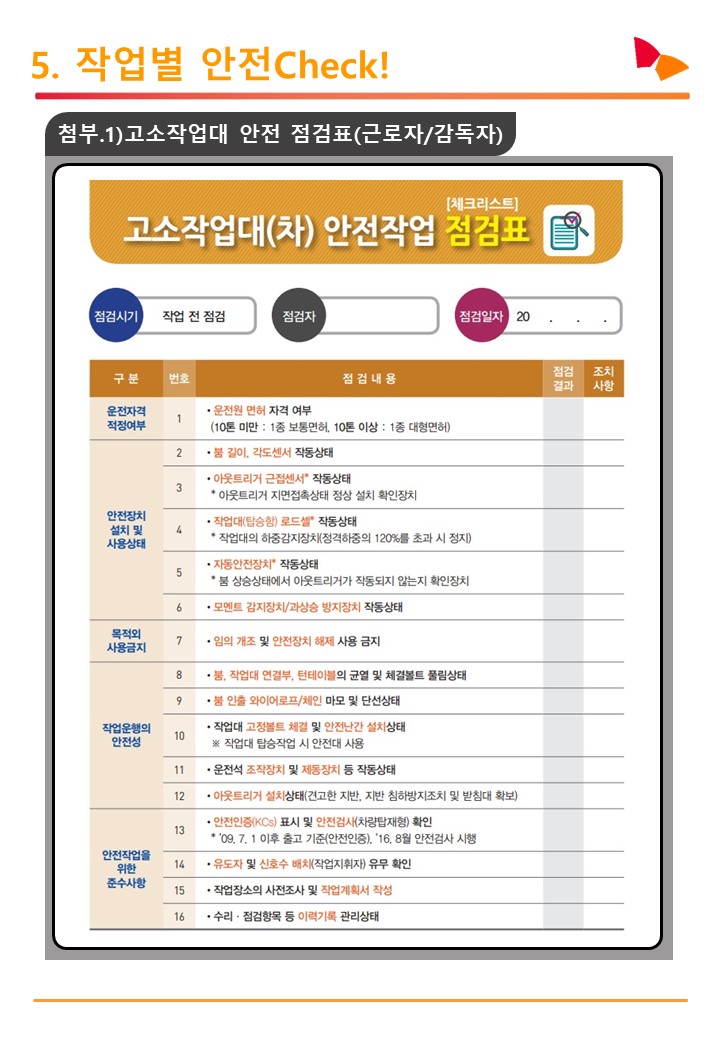 5. 작업별 안전Check!
첨부.1)고소작업대 안전 점검표(근로자/감독자)
[체크리스트]
고소작업대(차) 안전작업 점검표
점검시기 작업 전 점검 점검자 점검일자 20 . . .
구 분 번호 점 검 내 용 점검 결과 조치 사항
운전자격
적정여부
1 • 운전원 면허 자격 여부
(10톤 미만 : 1종 보통면허, 10톤 이상 : 1종 대형면허)
안전장치
설치 및
사용상태
2 • 붐 길이, 각도센서 작동상태
3 • 아웃트리거 근접센서* 작동상태
* 아웃트리거 지면접촉상태 정상 설치 확인장치
4 • 작업대(탑승함) 로드셀* 작동상태
* 작업대의 하중감지장치(정격하중의 120%를 초과 시 정지)
5 • 자동안전장치* 작동상태
* 붐 상승상태에서 아웃트리거가 작동되지 않는지 확인장치
6 • 모멘트 감지장치/과상승 방지장치 작동상태
목적외
사용금지
7 • 임의 개조 및 안전장치 해제 사용 금지
작업운행의
안전성
8 • 붐, 작업대 연결부, 턴테이블의 균열 및 체결볼트 풀림상태
9 • 붐 인출 와이어로프/체인 마모 및 단선상태
10 • 작업대 고정볼트 체결 및 안전난간 설치상태
※ 작업대 탑승작업 시 안전대 사용
11 • 운전석 조작장치 및 제동장치 등 작동상태
12 • 아웃트리거 설치상태(견고한 지반, 지반 침하방지조치 및 받침대 확보)
안전작업을
위한
준수사항
13 • 안전인증(KCs) 표시 및 안전검사(차량탑재형) 확인
* '09. 7. 1 이후 출고 기준(안전인증), '16. 8월 안전검사 시행
14 • 유도자 및 신호수 배치(작업지휘자) 유무 확인
15 • 작업장소의 사전조사 및 작업계획서 작성
16 • 수리 · 점검항목 등 이력기록 관리상태